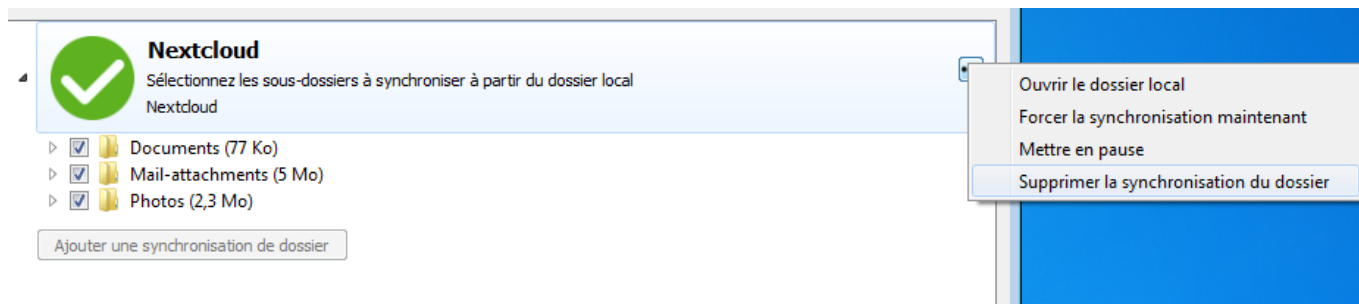 Nextcloud
Sélectionnez les sous-dossiers à synchroniser à partir du dossier local
Nextcloud
Documents (77 Ko)
Mail-attachments (5 Mo)
Photos (2,3 Mo)
Ajouter une synchronisation de dossier
Ouvrir le dossier local
Forcer la synchronisation maintenant
Mettre en pause
Supprimer la synchronisation du dossier